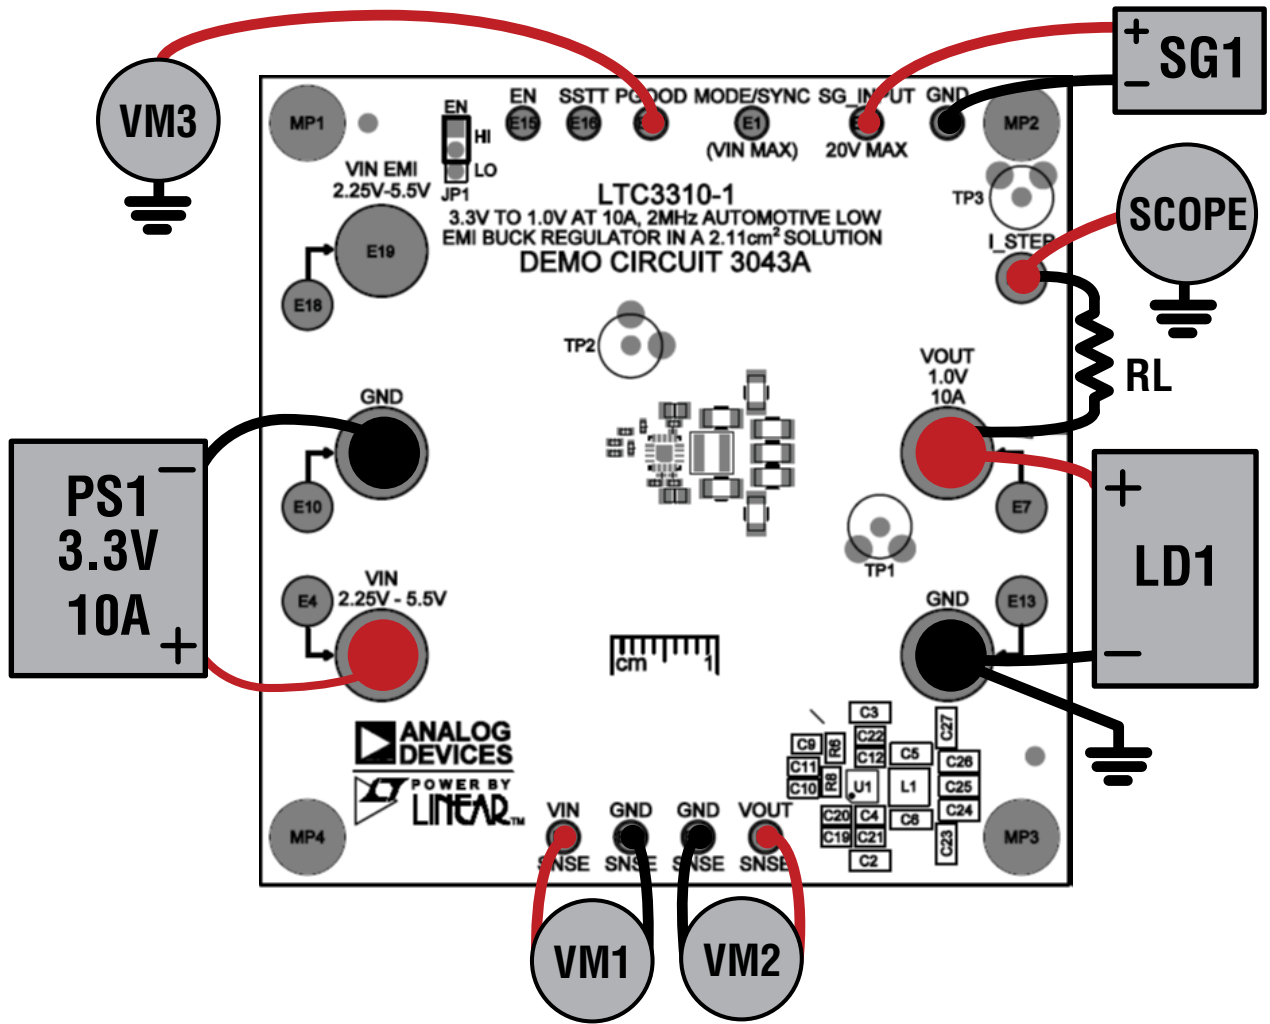 SG1
+
−
VM3
SCOPE
RL
PS1
3.3V
10A
−
+
LD1
+
−
VM1
VM2
MP1
MP2
MP3
MP4
EN
HI
LO
JP1
EN
SSTT
PGOOD
MODE/SYNC
SG_INPUT
GND
E15
E16
E1
(VIN MAX)
20V MAX
VIN EMI
2.25V-5.5V
E19
E18
LTC3310-1
3.3V TO 1.0V AT 10A, 2MHz AUTOMOTIVE LOW
EMI BUCK REGULATOR IN A 2.11cm² SOLUTION
DEMO CIRCUIT 3043A
TP3
I_STEP
TP2
VOUT
1.0V
10A
GND
E10
E7
TP1
E4
VIN
2.25V - 5.5V
GND
E13
cm 1
ANALOG
DEVICES
POWER BY
LINEAR™
VIN
SNSE
GND
SNSE
GND
SNSE
VOUT
SNSE
C3
C27
C9
R6
C22
C5
C26
C11
C12
C10
R8
U1
L1
C25
C20
C4
C6
C24
C19
C21
C23
C2